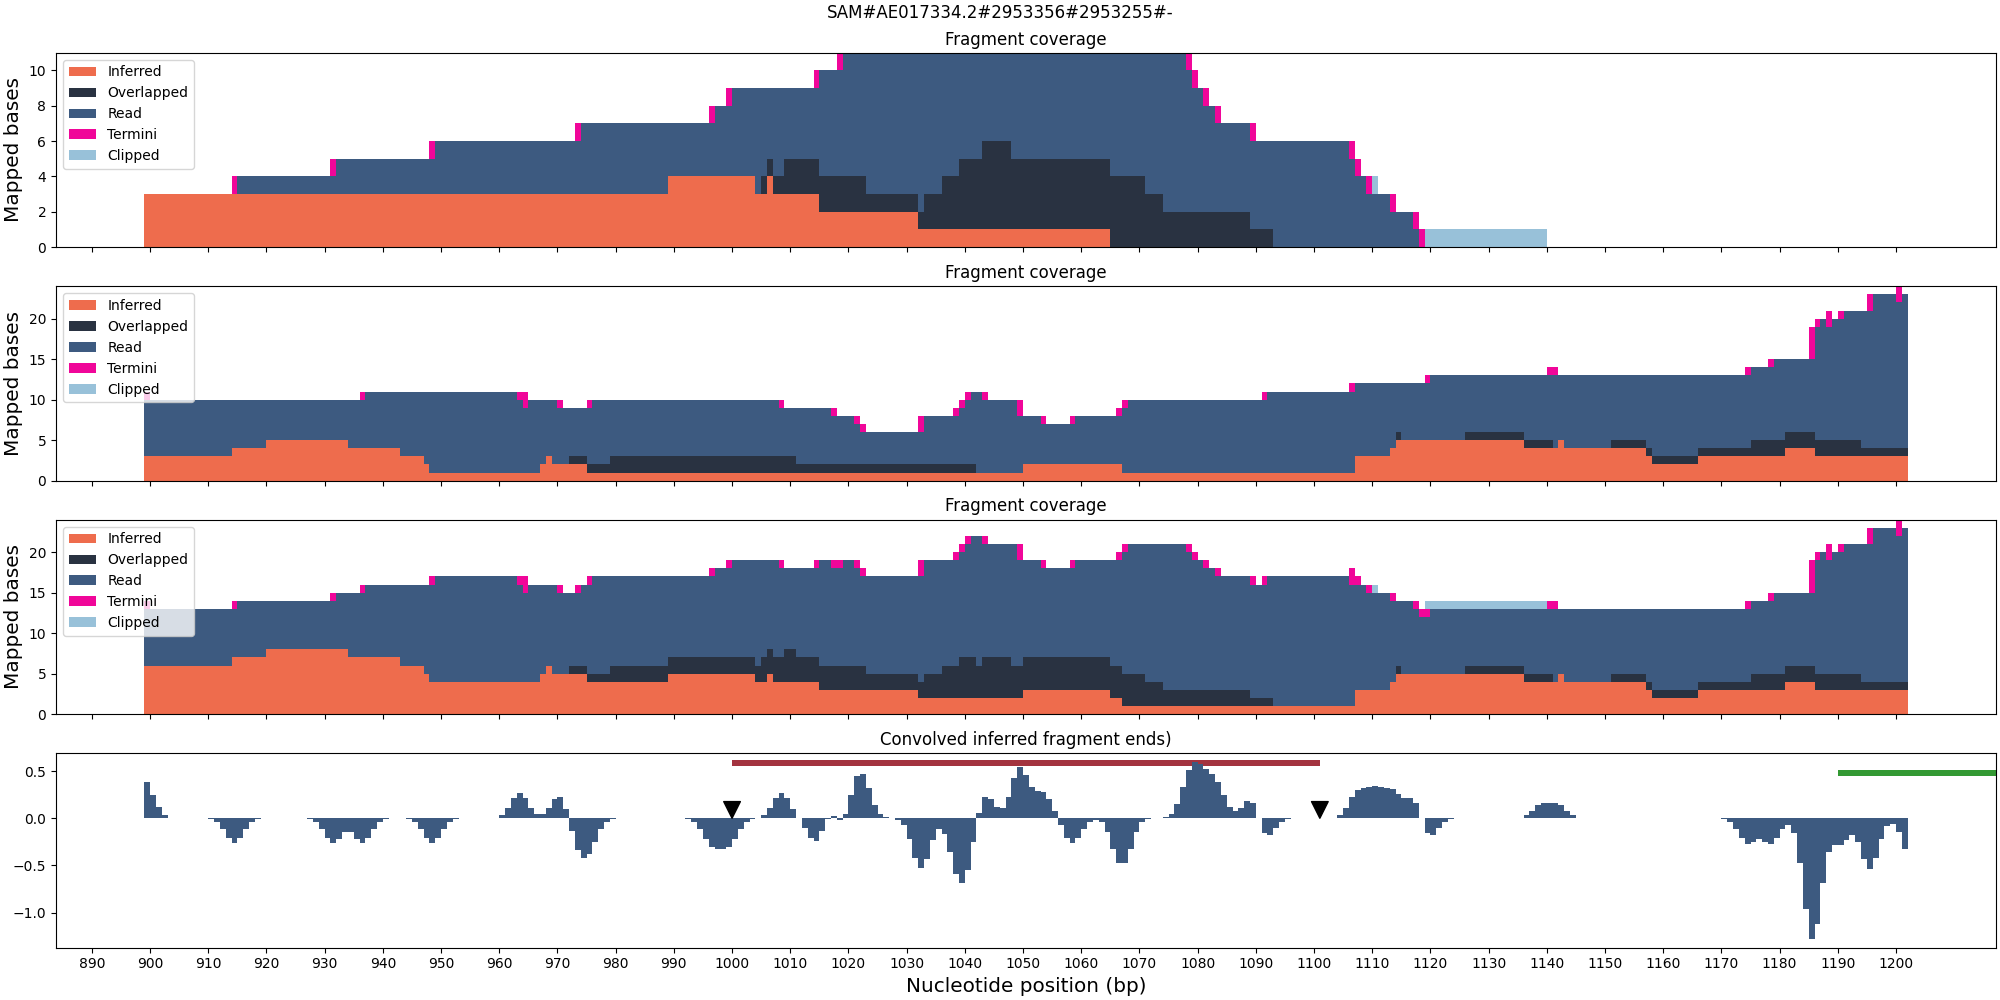 SAM#AE017334.2#2953356#2953255#-
Fragment coverage
Mapped bases
10
8
6
4
2
0
Inferred
Overlapped
Read
Termini
Clipped
Fragment coverage
Mapped bases
20
15
10
5
0
Inferred
Overlapped
Read
Termini
Clipped
Fragment coverage
Mapped bases
20
15
10
5
0
Inferred
Overlapped
Read
Termini
Clipped
Convolved inferred fragment ends)
0.5
0.0
−0.5
−1.0
890 900 910 920 930 940 950 960 970 980 990 1000 1010 1020 1030 1040 1050 1060 1070 1080 1090 1100 1110 1120 1130 1140 1150 1160 1170 1180 1190 1200
Nucleotide position (bp)